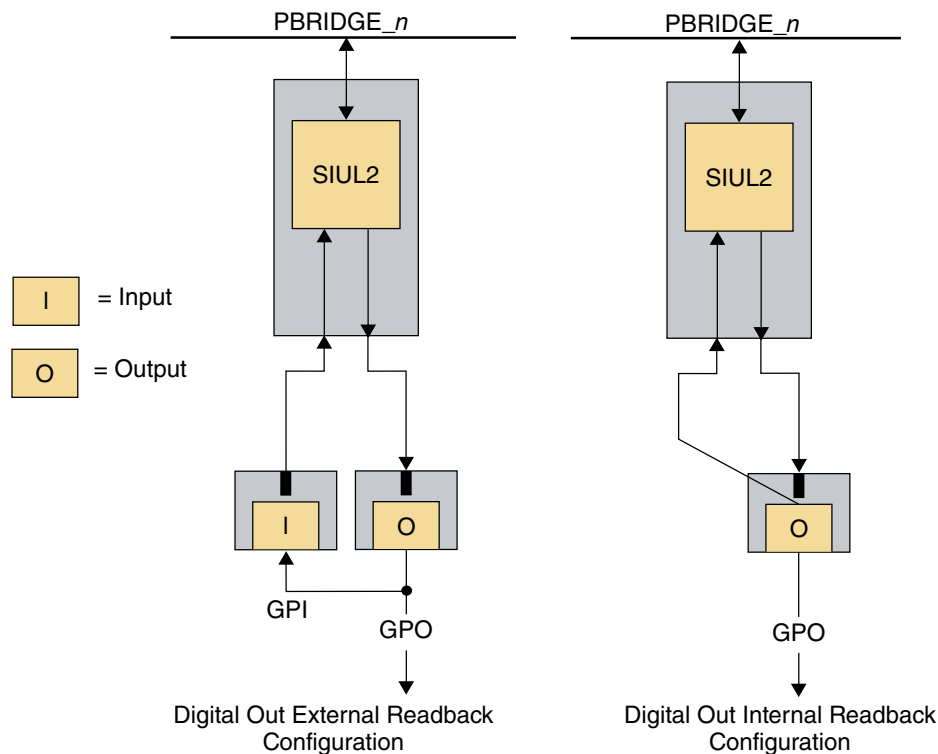 PBRIDGE_n
PBRIDGE_n
SIUL2
SIUL2
I
= Input
O
= Output
I
O
O
GPI
GPO
GPO
Digital Out External Readback
Configuration
Digital Out Internal Readback
Configuration